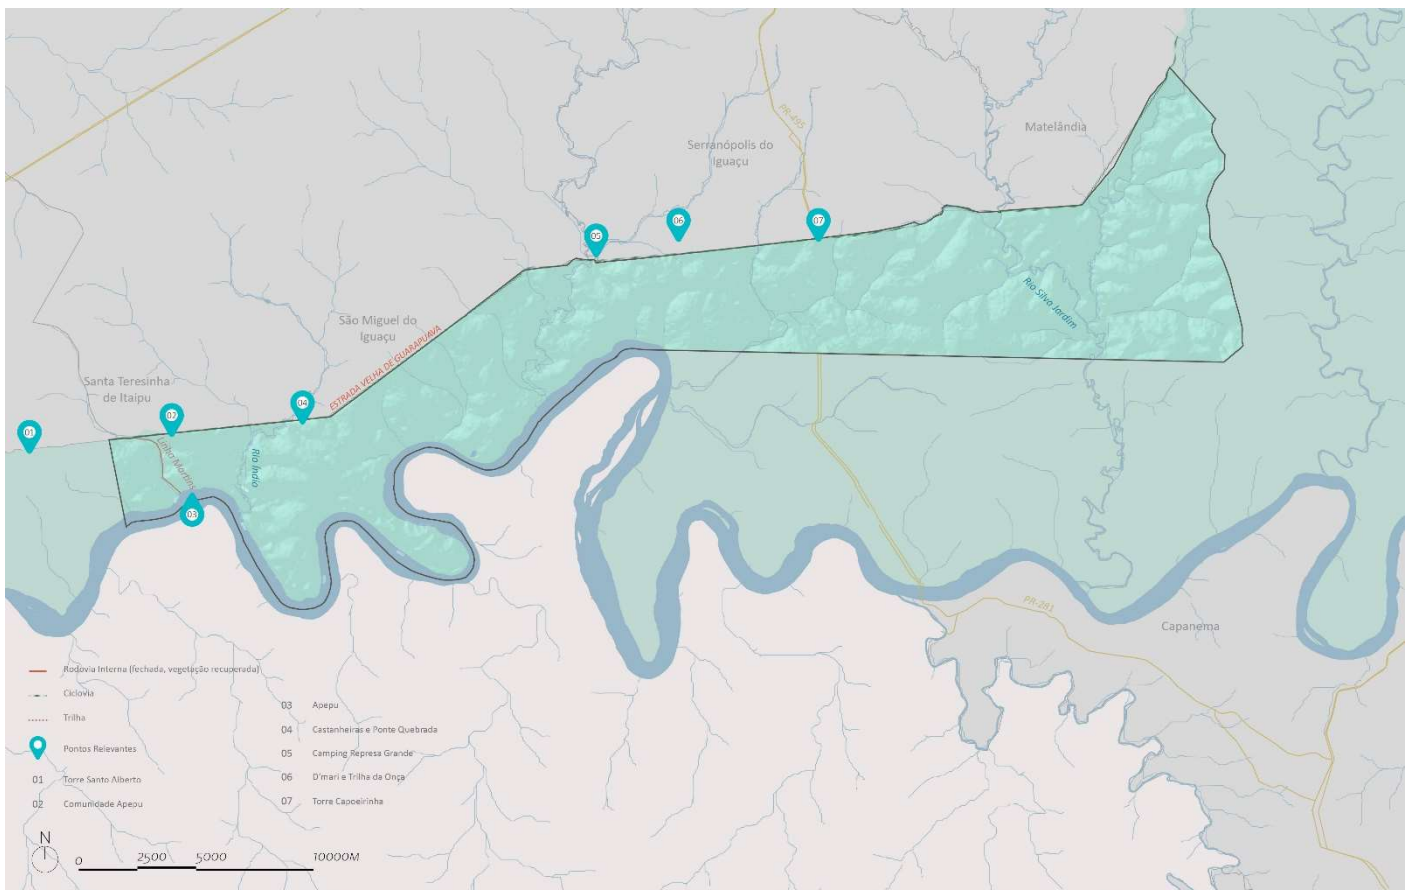 PR-495
Matelândia
Serranópolis do
Iguaçu
06
07
05
Rio Silva Jardim
São Miguel do
Iguaçu
ESTRADA VELHA DE GUARAPUAVA
Santa Teresinha
de Itaipu
04
02
01
Linha Martins
Rio Índio
03
PR-281
Capanema
Rodovia Interna (fechada, vegetação recuperada)
Ciclovia
Trilha
Pontos Relevantes
01 Torre Santo Alberto
02 Comunidade Apepu
03 Apepu
04 Castanheiras e Ponte Quebrada
05 Camping Represa Grande
06 D'mari e Trilha da Onça
07 Torre Capoeirinha
N
0 2500 5000 10000M